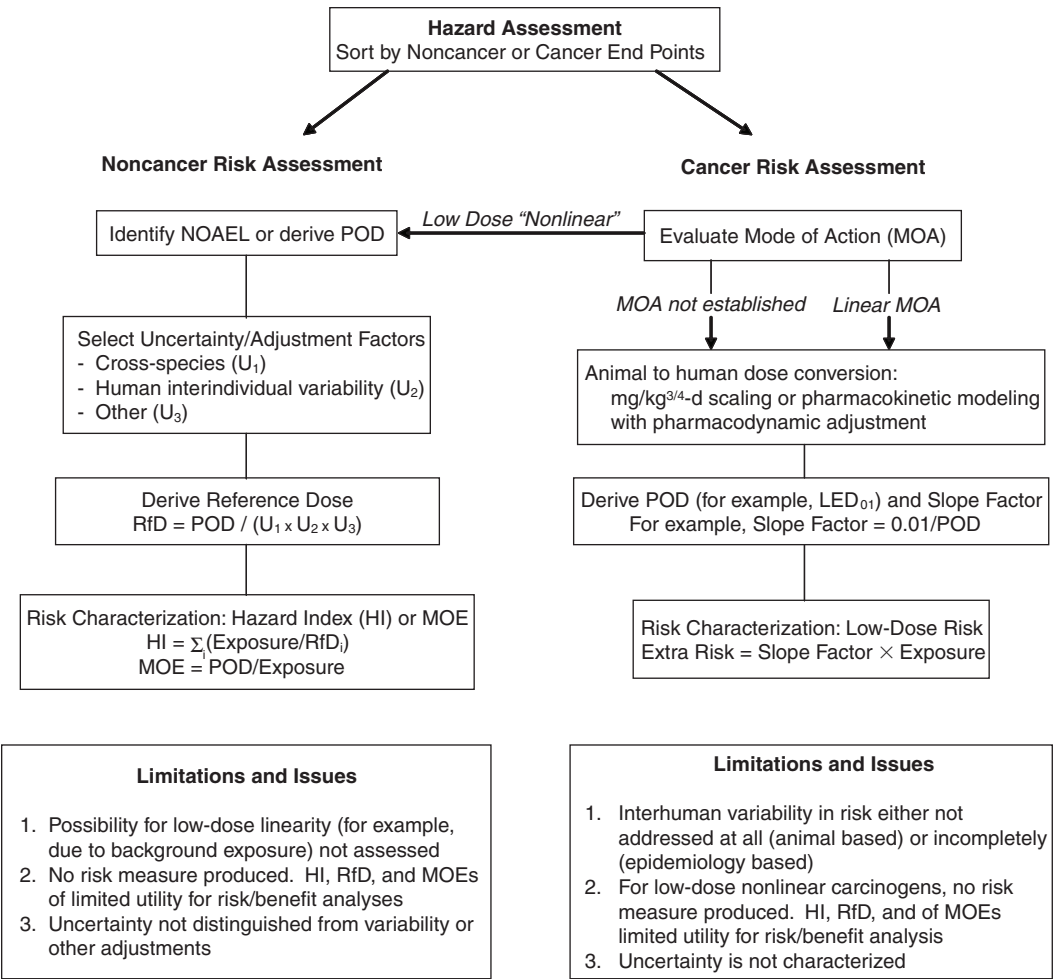 Hazard Assessment
Sort by Noncancer or Cancer End Points
Noncancer Risk Assessment
Cancer Risk Assessment
Low Dose “Nonlinear”
Identify NOAEL or derive POD
Evaluate Mode of Action (MOA)
MOA not established
Linear MOA
Select Uncertainty/Adjustment Factors
- Cross-species (U₁)
- Human interindividual variability (U₂)
- Other (U₃)
Animal to human dose conversion:
mg/kg³ᐟ⁴-d scaling or pharmacokinetic modeling
with pharmacodynamic adjustment
Derive Reference Dose
RfD = POD / (U₁ x U₂ x U₃)
Derive POD (for example, LED₀₁) and Slope Factor
For example, Slope Factor = 0.01/POD
Risk Characterization: Hazard Index (HI) or MOE
HI = Σᵢ(Exposure/RfDᵢ)
MOE = POD/Exposure
Risk Characterization: Low-Dose Risk
Extra Risk = Slope Factor × Exposure
Limitations and Issues
1. Possibility for low-dose linearity (for example,
due to background exposure) not assessed
2. No risk measure produced. HI, RfD, and MOEs
of limited utility for risk/benefit analyses
3. Uncertainty not distinguished from variability or
other adjustments
Limitations and Issues
1. Interhuman variability in risk either not
addressed at all (animal based) or incompletely
(epidemiology based)
2. For low-dose nonlinear carcinogens, no risk
measure produced. HI, RfD, and of MOEs
limited utility for risk/benefit analysis
3. Uncertainty is not characterized